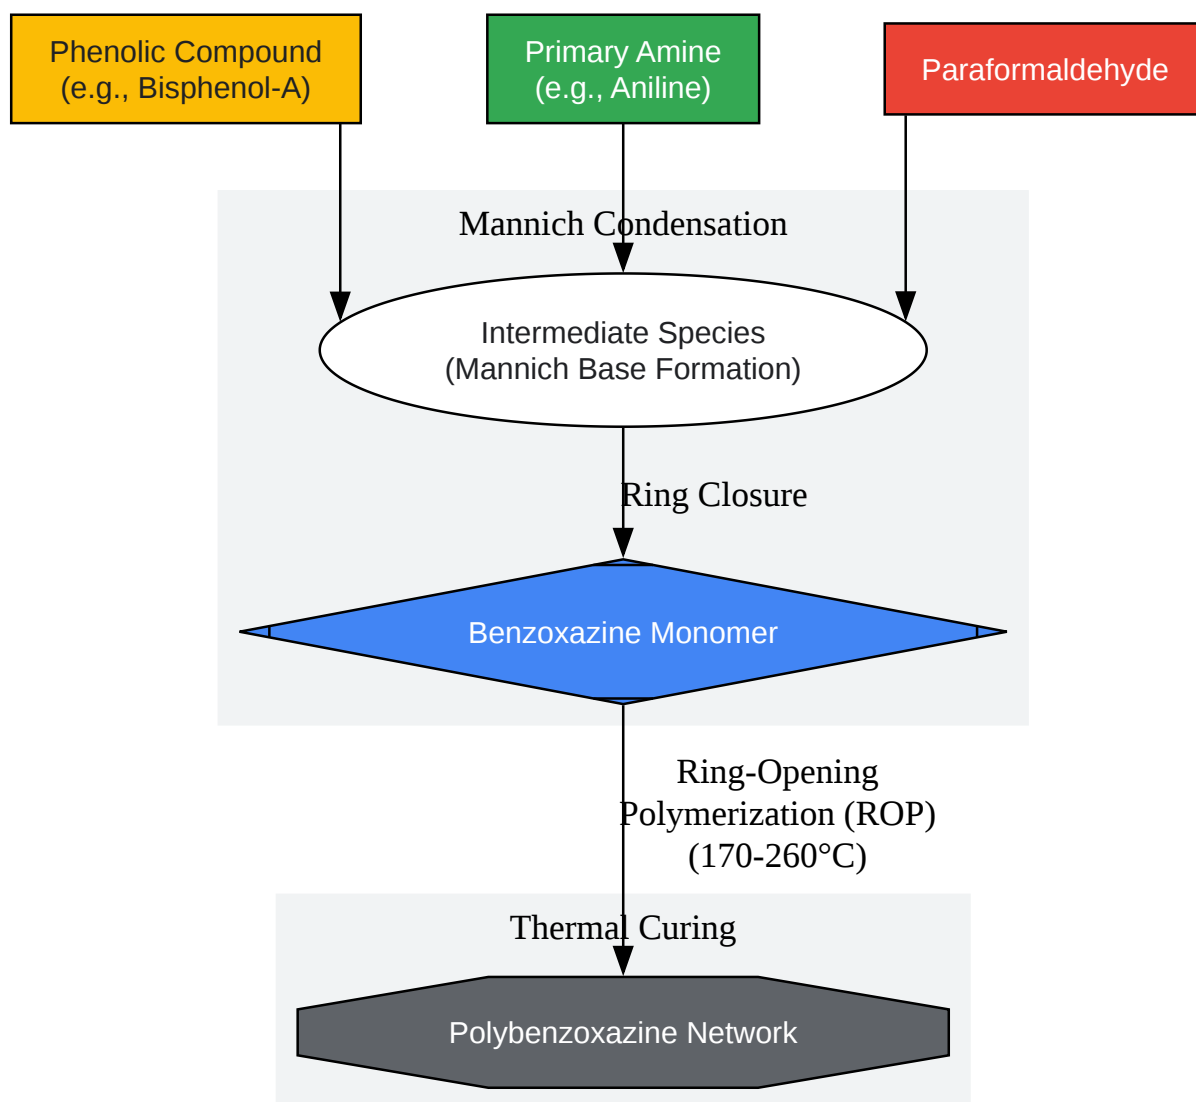 Phenolic Compound
(e.g., Bisphenol-A)
Primary Amine
(e.g., Aniline)
Paraformaldehyde
Mannich Condensation
Intermediate Species
(Mannich Base Formation)
Ring Closure
Benzoxazine Monomer
Ring-Opening
Polymerization (ROP)
(170-260°C)
Thermal Curing
Polybenzoxazine Network